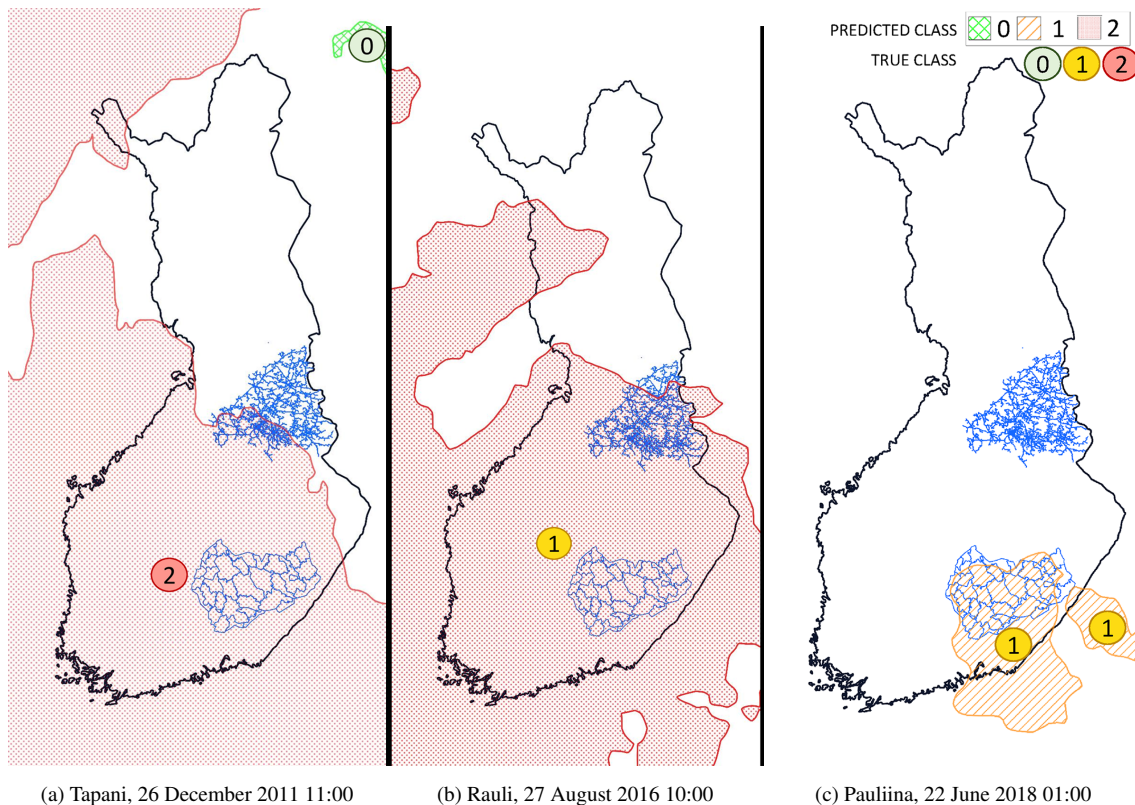 PREDICTED CLASS 0 1 2
TRUE CLASS 0 1 2
0
2
1
1
1
(a) Tapani, 26 December 2011 11:00
(b) Rauli, 27 August 2016 10:00
(c) Pauliina, 22 June 2018 01:00